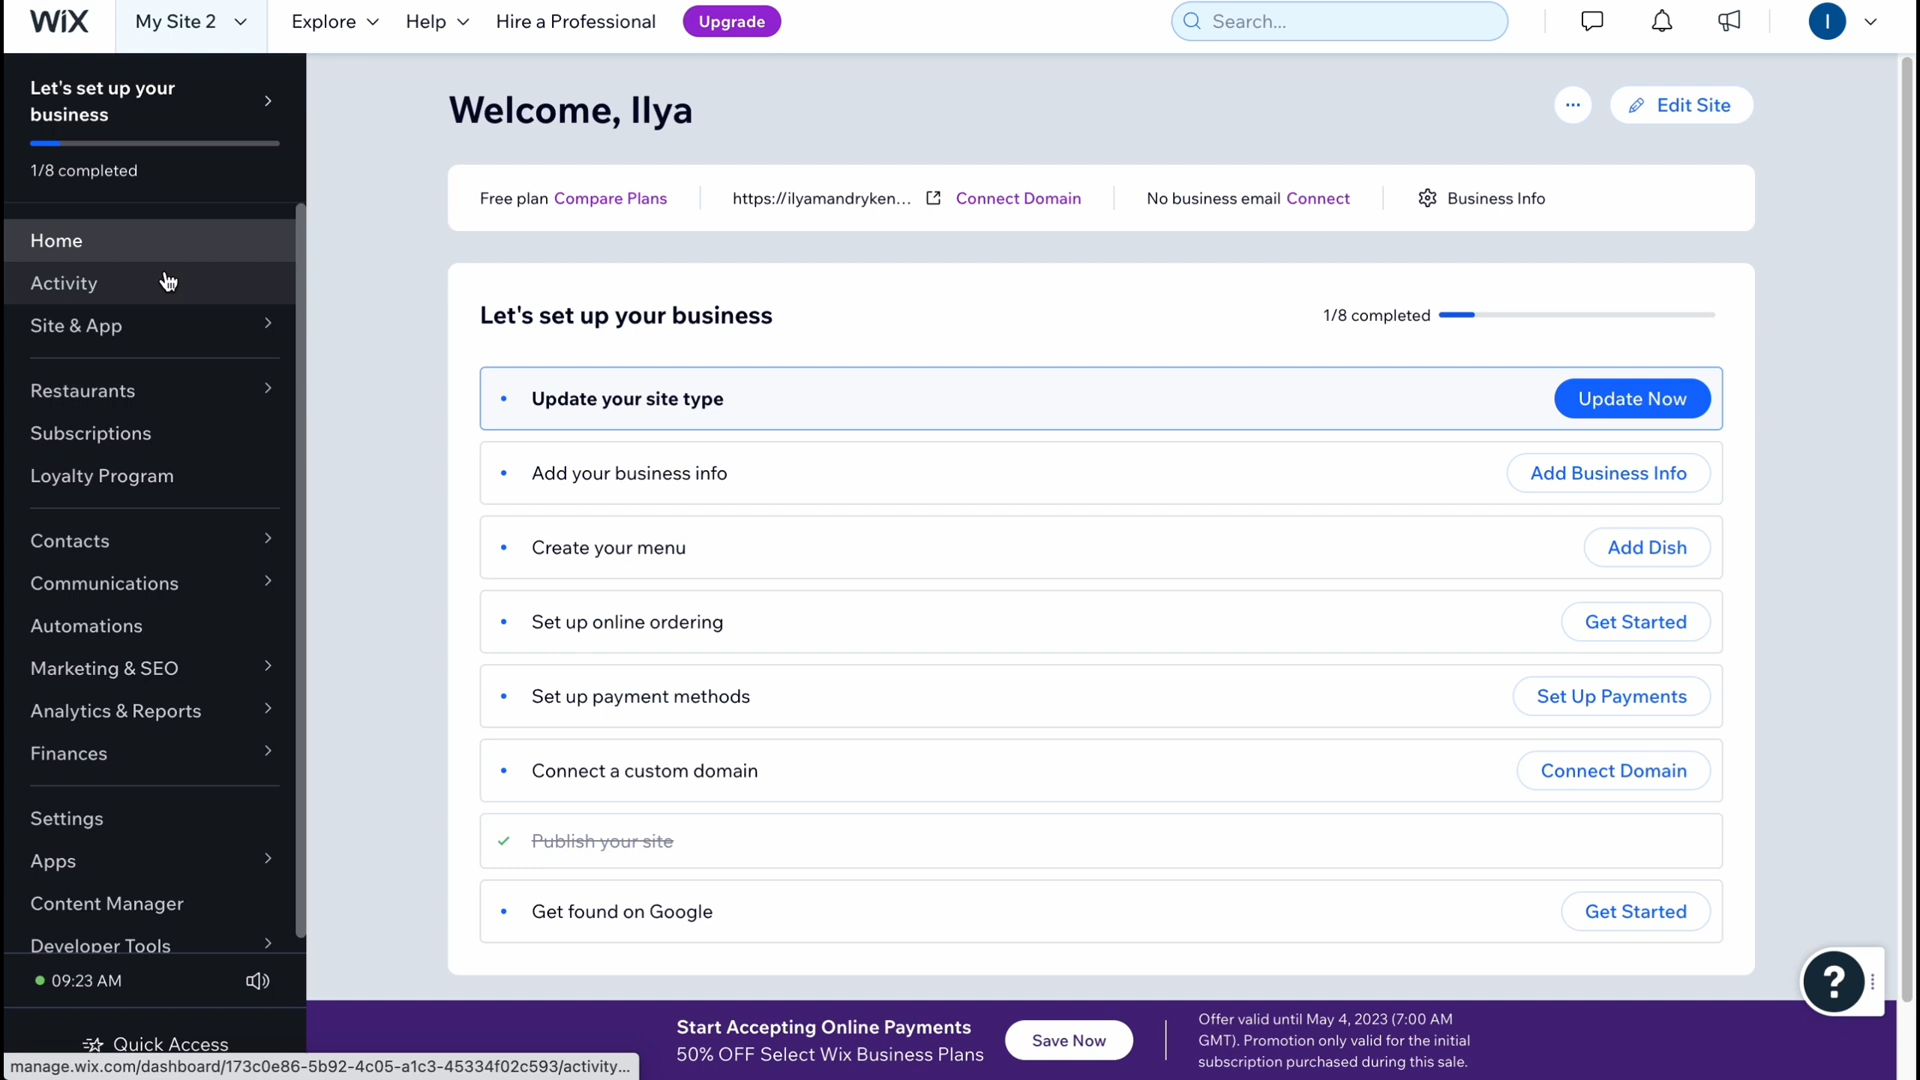 WIX
My Site 2
Explore
Help
Hire a Professional
Upgrade
Search...
I
Let's set up your
business
1/8 completed
Home
Activity
Site & App
Restaurants
Subscriptions
Loyalty Program
Contacts
Communications
Automations
Marketing & SEO
Analytics & Reports
Finances
Settings
Apps
Content Manager
Developer Tools
09:23 AM
Quick Access
manage.wix.com/dashboard/173c0e86-5b92-4c05-a1c3-45334f02c593/activity...
Welcome, Ilya
...
Edit Site
Free plan Compare Plans
https://ilyamandryken... Connect Domain
No business email Connect
Business Info
Let's set up your business
1/8 completed
Update your site type
Update Now
Add your business info
Add Business Info
Create your menu
Add Dish
Set up online ordering
Get Started
Set up payment methods
Set Up Payments
Connect a custom domain
Connect Domain
Publish your site
Get found on Google
Get Started
?
Start Accepting Online Payments
50% OFF Select Wix Business Plans
Save Now
Offer valid until May 4, 2023 (7:00 AM
GMT). Promotion only valid for the initial
subscription purchased during this sale.